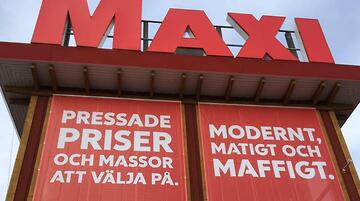 MAXI
PRESSADE
PRISER
OCH MASSOR
ATT VÄLJA PÅ.
MODERNT,
MATIGT OCH
MAFFIGT.